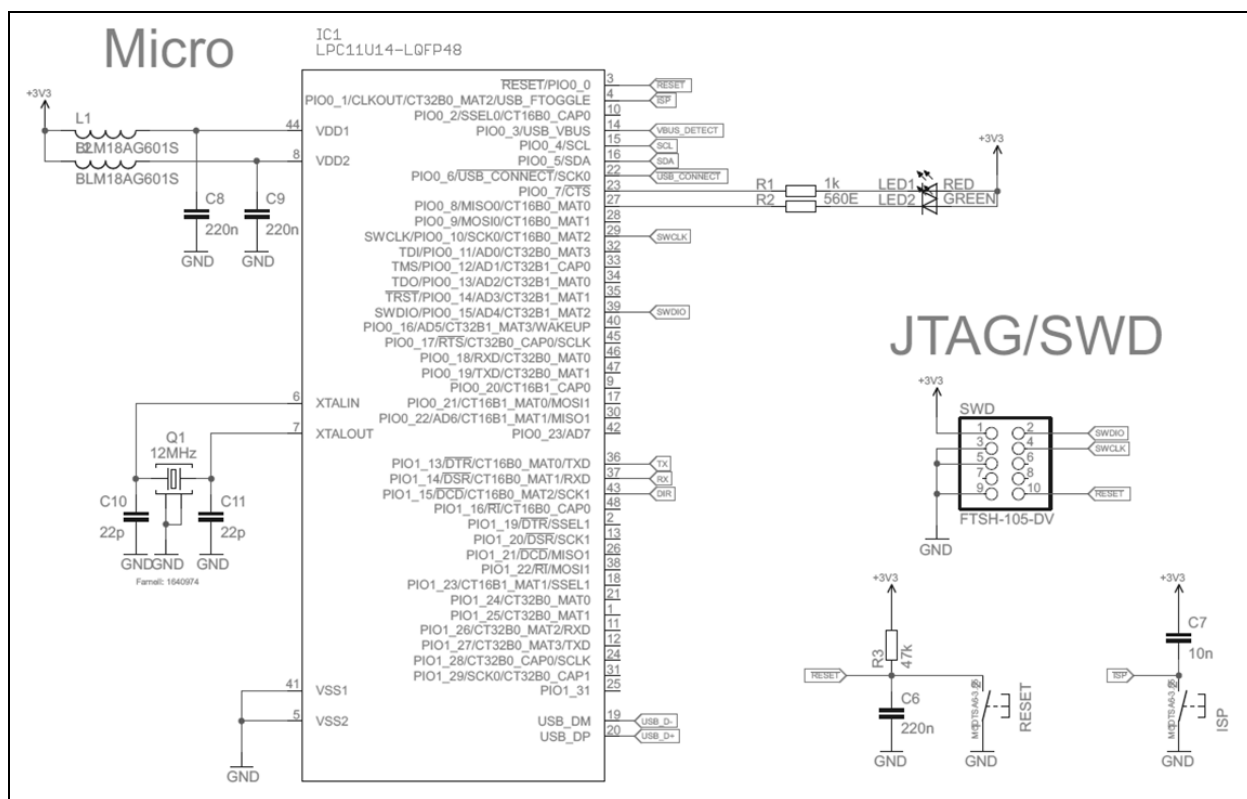 Micro
IC1
LPC11U14-LQFP48
+3V3
L1
BLM18AG601S
BLM18AG601S
44 VDD1
8 VDD2
C8
220n
C9
220n
GND
GND
6 XTALIN
7 XTALOUT
Q1
12MHz
C10
22p
C11
22p
GND
GND
GND
Farnell: 1640974
41 VSS1
5 VSS2
GND
RESET/PIO0_0 3 RESET
PIO0_1/CLKOUT/CT32B0_MAT2/USB_FTOGGLE 4 ISP
PIO0_2/SSEL0/CT16B0_CAP0 10
PIO0_3/USB_VBUS 14 VBUS_DETECT
PIO0_4/SCL 15 SCL
PIO0_5/SDA 16 SDA
PIO0_6/USB_CONNECT/SCK0 22 USB_CONNECT
PIO0_7/CTS 23
PIO0_8/MISO0/CT16B0_MAT0 27
PIO0_9/MOSI0/CT16B0_MAT1 28
SWCLK/PIO0_10/SCK0/CT16B0_MAT2 29 SWCLK
TDI/PIO0_11/AD0/CT32B0_MAT3 32
TMS/PIO0_12/AD1/CT32B1_CAP0 33
TDO/PIO0_13/AD2/CT32B1_MAT0 34
TRST/PIO0_14/AD3/CT32B1_MAT1 35
SWDIO/PIO0_15/AD4/CT32B1_MAT2 39 SWDIO
PIO0_16/AD5/CT32B1_MAT3/WAKEUP 40
PIO0_17/RTS/CT32B0_CAP0/SCLK 45
PIO0_18/RXD/CT32B0_MAT0 46
PIO0_19/TXD/CT32B0_MAT1 47
PIO0_20/CT16B1_CAP0 9
PIO0_21/CT16B1_MAT0/MOSI1 17
PIO0_22/AD6/CT16B1_MAT1/MISO1 30
PIO0_23/AD7 42
PIO1_13/DTR/CT16B0_MAT0/TXD 36 TX
PIO1_14/DSR/CT16B0_MAT1/RXD 37 RX
PIO1_15/DCD/CT16B0_MAT2/SCK1 43 DIR
PIO1_16/RI/CT16B0_CAP0 48
PIO1_19/DTR/SSEL1 2
PIO1_20/DSR/SCK1 13
PIO1_21/DCD/MISO1 26
PIO1_22/RI/MOSI1 38
PIO1_23/CT16B1_MAT1/SSEL1 18
PIO1_24/CT32B0_MAT0 21
PIO1_25/CT32B0_MAT1 1
PIO1_26/CT32B0_MAT2/RXD 11
PIO1_27/CT32B0_MAT3/TXD 12
PIO1_28/CT32B0_CAP0/SCLK 24
PIO1_29/SCK0/CT32B0_CAP1 31
PIO1_31 25
USB_DM 19 USB_D-
USB_DP 20 USB_D+
+3V3
R1 1k LED1 RED
R2 560E LED2 GREEN
JTAG/SWD
+3V3
SWD
1 2 SWDIO
3 4 SWCLK
5 6
7 8
9 10 RESET
FTSH-105-DV
GND
+3V3
R3
47k
RESET
C6
220n
RESET
GND
GND
+3V3
C7
10n
ISP
ISP
GND